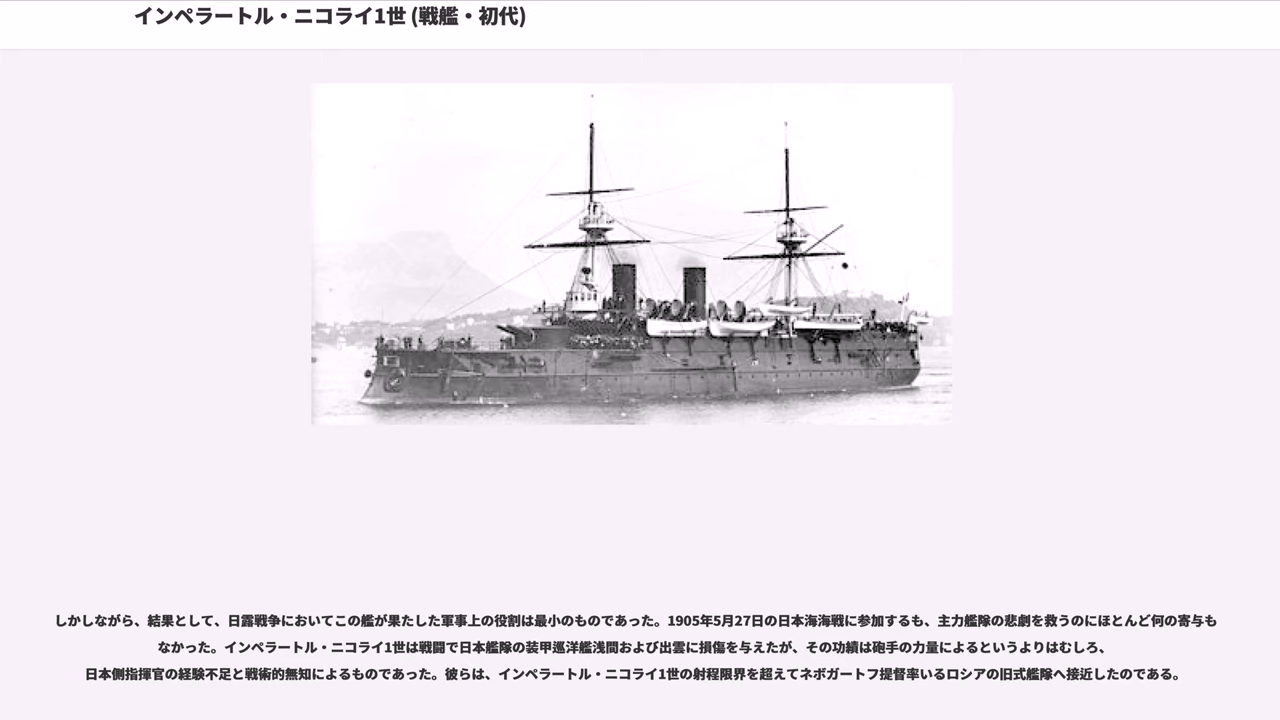 インペラートル・ニコライ1世 (戦艦・初代)
しかしながら、結果として、日露戦争においてこの艦が果たした軍事上の役割は最小のものであった。1905年5月27日の日本海海戦に参加するも、主力艦隊の悲劇を救うのにほとんど何の寄与も
なかった。インペラートル・ニコライ1世は戦闘で日本艦隊の装甲巡洋艦浅間および出雲に損傷を与えたが、その功績は砲手の力量によるというよりはむしろ、
日本側指揮官の経験不足と戦術的無知によるものであった。彼らは、インペラートル・ニコライ1世の射程限界を超えてネボガートフ提督率いるロシアの旧式艦隊へ接近したのである。